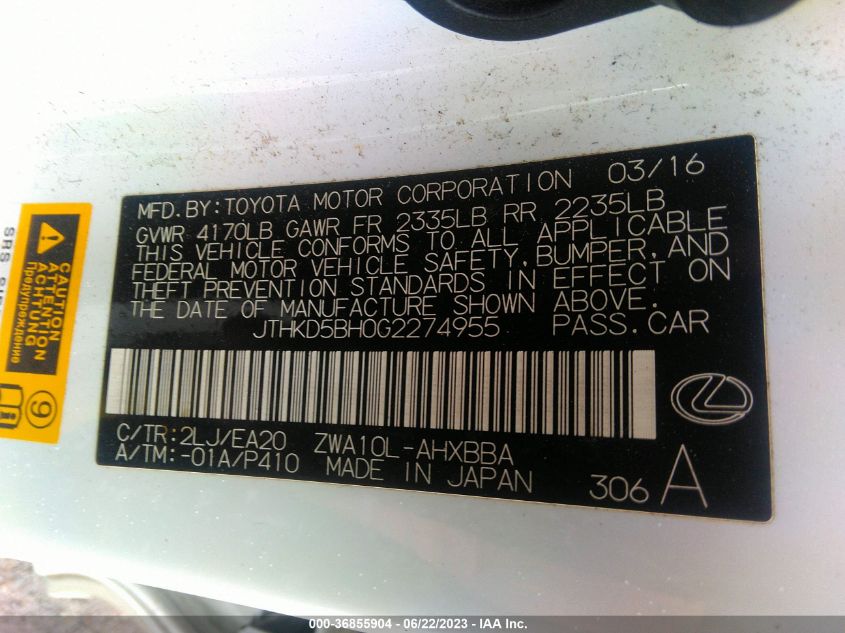 MFD.BY:TOYOTA MOTOR CORPORATION 03/16
GVWR 4170LB GAWR FR 2335LB RR 2235LB
THIS VEHICLE CONFORMS TO ALL APPLICABLE
FEDERAL MOTOR VEHICLE SAFETY,BUMPER,AND
THEFT PREVENTION STANDARDS IN EFFECT ON
THE DATE OF MANUFACTURE SHOWN ABOVE.
JTHKD5BH0G2274955 PASS.CAR
C/TR:2LJ/EA20 ZWA10L-AHXBBA
A/TM:-01A/P410 MADE IN JAPAN
306 A
SRS
CAUTION
ATTENTION
ACHTUNG
Предупреждение
9
000 - 36855904 - 06/22/2023 - IAA Inc.